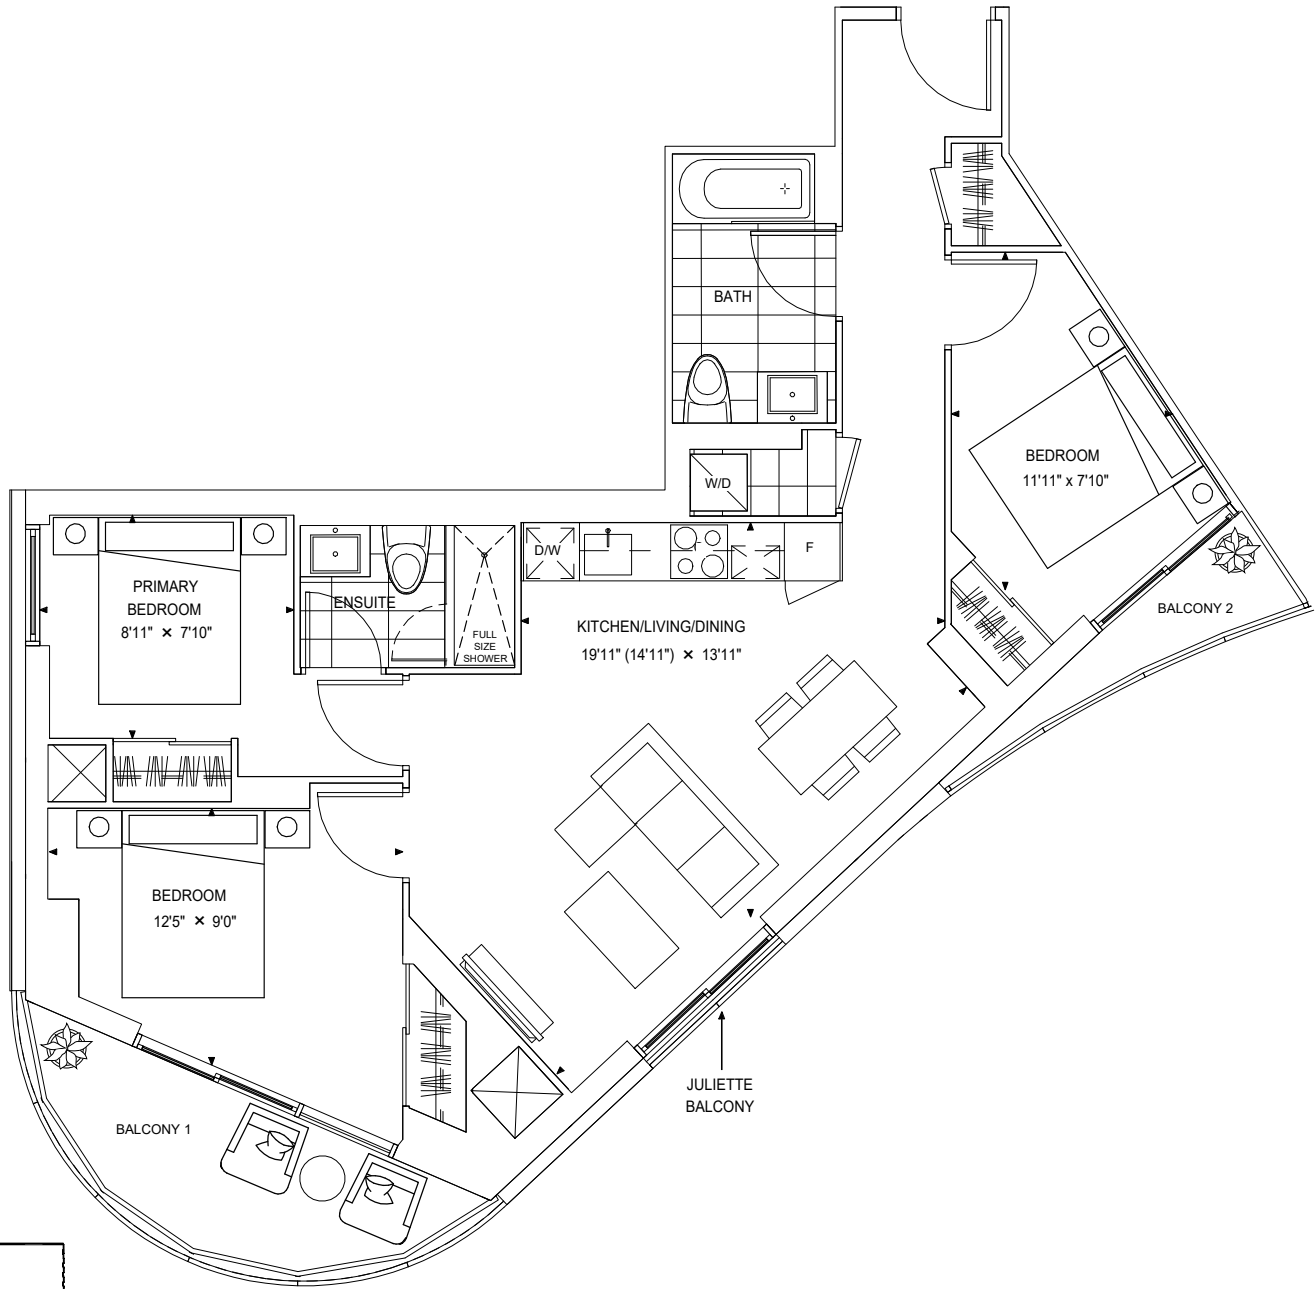 BATH
W/D
BEDROOM
11'11" x 7'10"
D/W
F
PRIMARY
BEDROOM
8'11" × 7'10"
ENSUITE
FULL
SIZE
SHOWER
KITCHEN/LIVING/DINING
19'11" (14'11") × 13'11"
BALCONY 2
BEDROOM
12'5" × 9'0"
JULIETTE
BALCONY
BALCONY 1